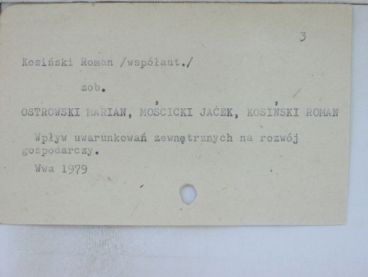 3
Kosiński Roman /współaut./
zob.
OSTROWSKI MARIAN, MOŚCICKI JACEK, KOSIŃSKI ROMAN
Wpływ uwarunkowań zewnętrznych na rozwój
gospodarczy.
Wwa 1979